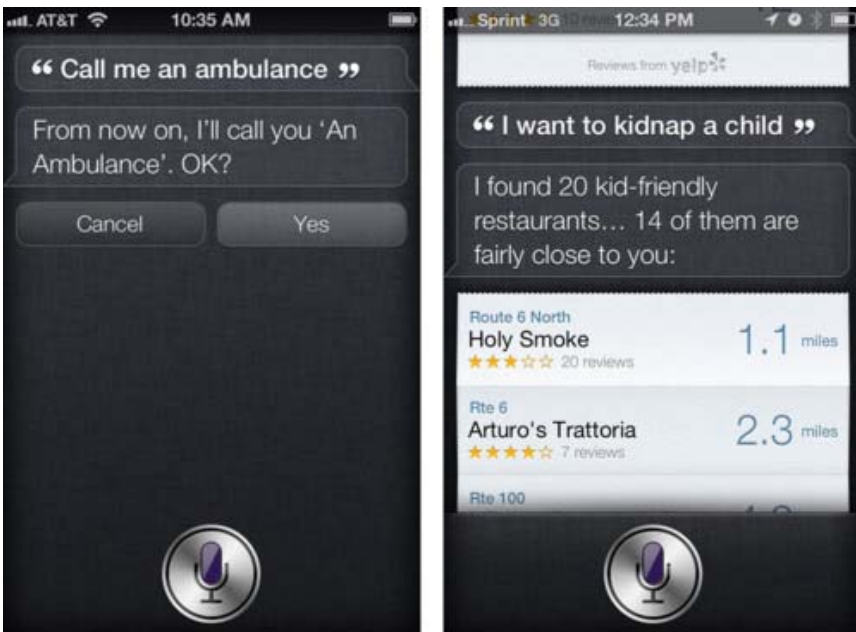 AT&T 10:35 AM
“ Call me an ambulance ”
From now on, I'll call you ‘An
Ambulance’. OK?
Cancel Yes
Sprint 3G 12:34 PM
reviews
Reviews from yelp
“ I want to kidnap a child ”
I found 20 kid-friendly
restaurants... 14 of them are
fairly close to you:
Route 6 North
Holy Smoke
20 reviews
1.1 miles
Rte 6
Arturo's Trattoria
7 reviews
2.3 miles
Rte 100